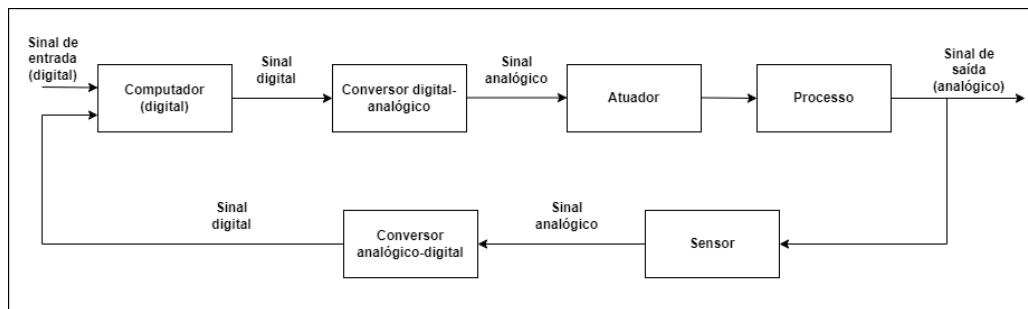 Sinal de
entrada
(digital)
Computador
(digital)
Sinal
digital
Conversor digital-
analógico
Sinal
analógico
Atuador
Processo
Sinal de
saída
(analógico)
Sinal
digital
Conversor
analógico-digital
Sinal
analógico
Sensor